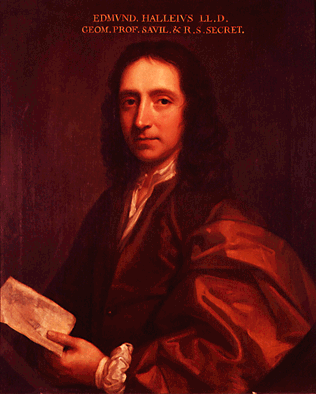 EDMVND. HALLEIVS LL.D.
GEOM. PROF. SAVIL. & R.S. SECRET.